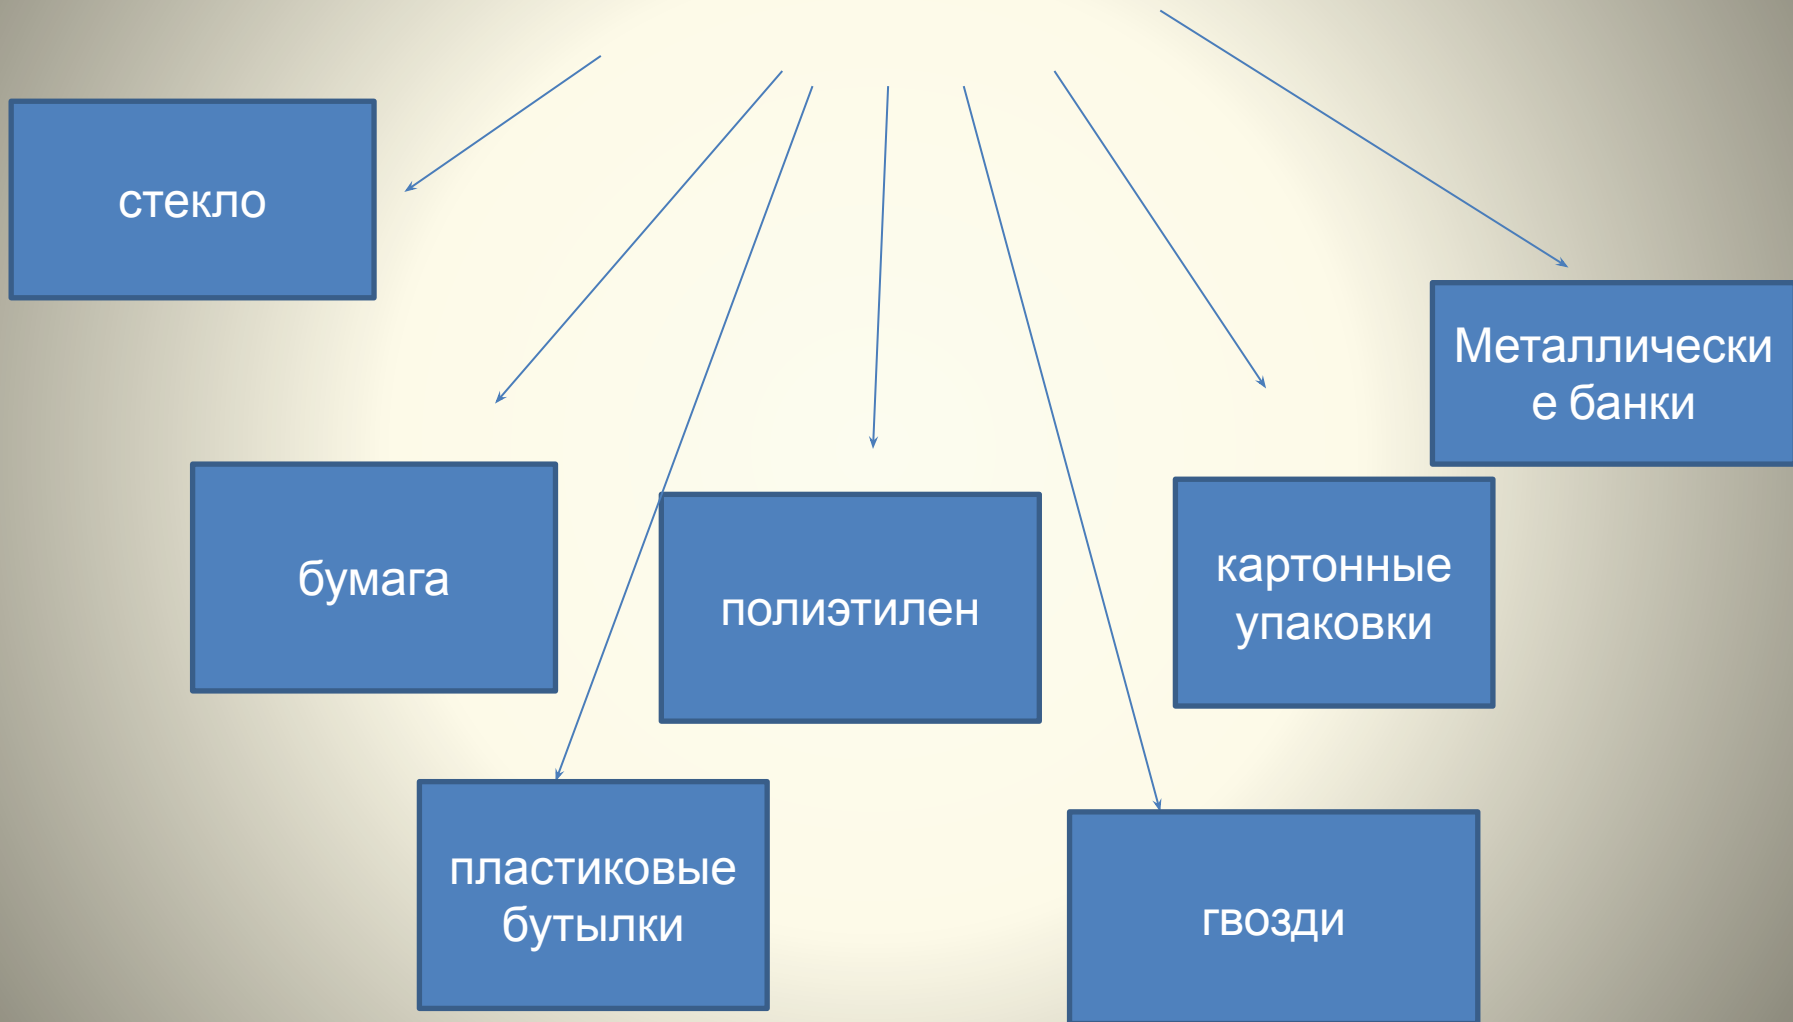 стекло
Металлически
е банки
бумага
полиэтилен
картонные
упаковки
пластиковые
бутылки
гвозди